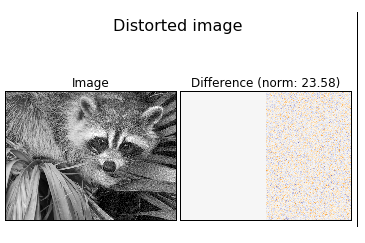 Distorted image
Image
Difference (norm: 23.58)